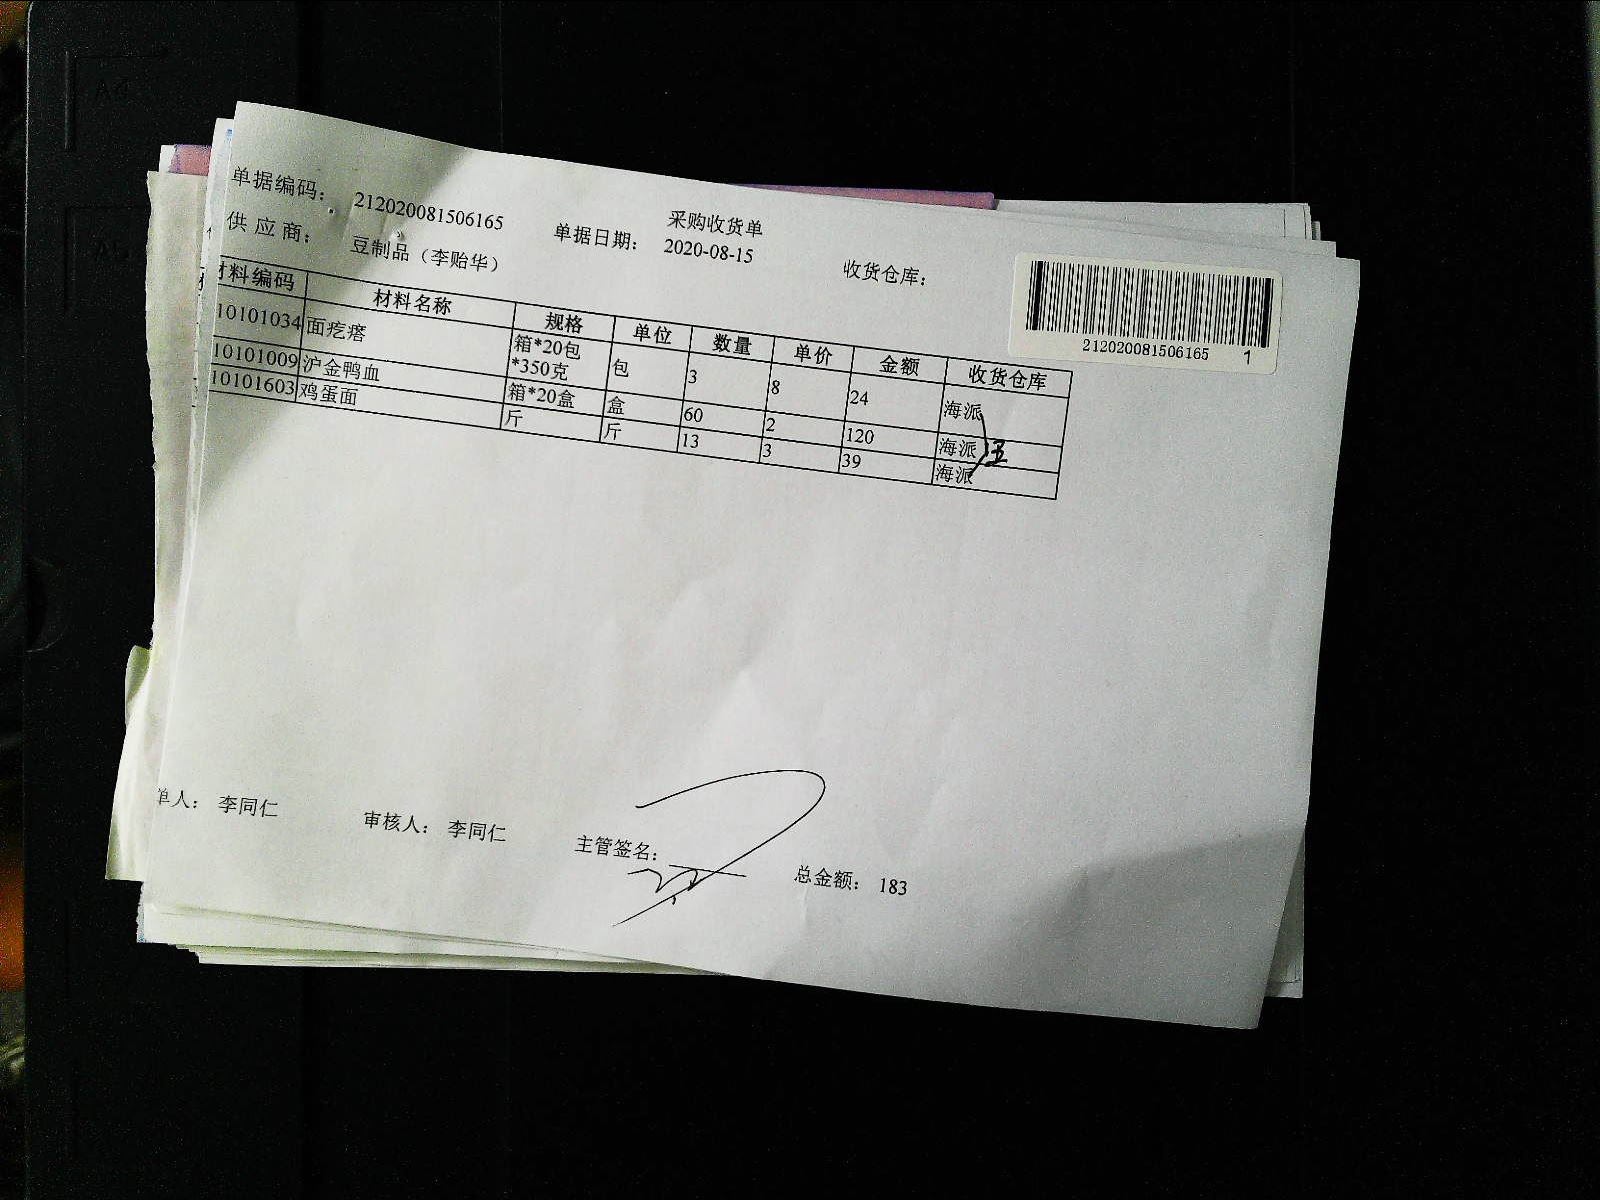 采购收货单
单据编码： 212020081506165 单据日期： 2020-08-15 收货仓库：
供应商： 豆制品（李贻华）
212020081506165 1
材料编码 材料名称 规格 单位 数量 单价 金额 收货仓库
10101034 面疙瘩 箱*20包*350克 包 3 8 24 海派
10101009 沪金鸭血 箱*20盒 盒 60 2 120 海派
10101603 鸡蛋面 斤 斤 13 3 39 海派
单人： 李同仁 审核人： 李同仁 主管签名： 总金额： 183